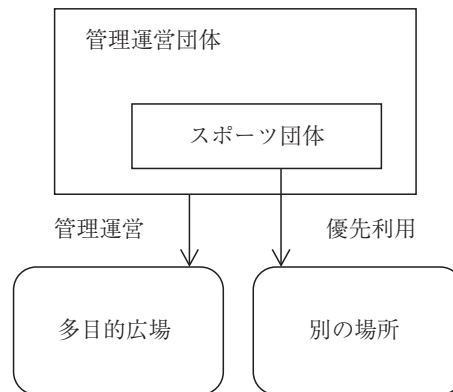 管理運営団体
スポーツ団体
管理運営
優先利用
多目的広場
別の場所